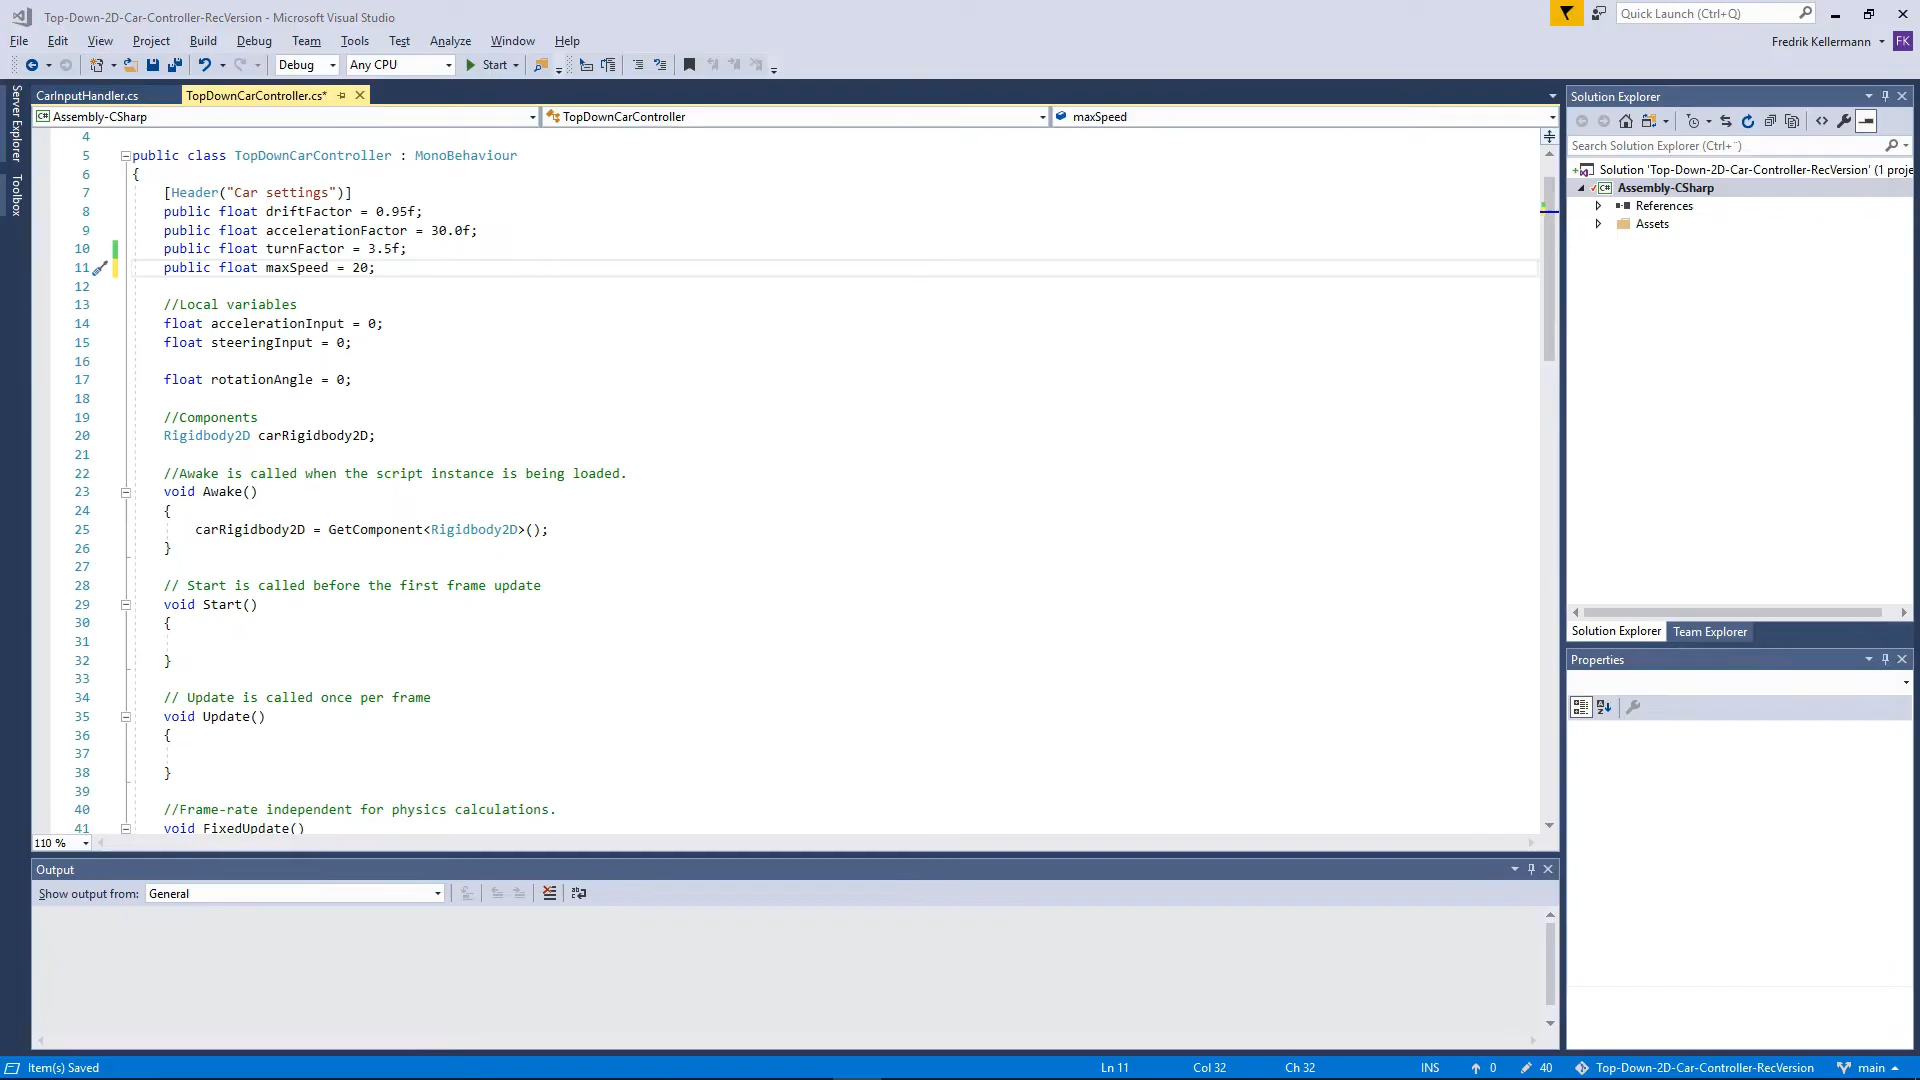 Top-Down-2D-Car-Controller-RecVersion - Microsoft Visual Studio
Quick Launch (Ctrl+Q)
File Edit View Project Build Debug Team Tools Test Analyze Window Help
Fredrik Kellermann FK
Debug Any CPU Start
Server Explorer
Toolbox
CarInputHandler.cs TopDownCarController.cs*
Assembly-CSharp TopDownCarController maxSpeed
4
5 public class TopDownCarController : MonoBehaviour
6 {
7 [Header("Car settings")]
8 public float driftFactor = 0.95f;
9 public float accelerationFactor = 30.0f;
10 public float turnFactor = 3.5f;
11 public float maxSpeed = 20;
12
13 //Local variables
14 float accelerationInput = 0;
15 float steeringInput = 0;
16
17 float rotationAngle = 0;
18
19 //Components
20 Rigidbody2D carRigidbody2D;
21
22 //Awake is called when the script instance is being loaded.
23 void Awake()
24 {
25 carRigidbody2D = GetComponent<Rigidbody2D>();
26 }
27
28 // Start is called before the first frame update
29 void Start()
30 {
31
32 }
33
34 // Update is called once per frame
35 void Update()
36 {
37
38 }
39
40 //Frame-rate independent for physics calculations.
41 void FixedUpdate()
110 %
Solution Explorer
Search Solution Explorer (Ctrl+¨)
Solution 'Top-Down-2D-Car-Controller-RecVersion' (1 proje
Assembly-CSharp
References
Assets
Solution Explorer Team Explorer
Properties
Output
Show output from: General
Item(s) Saved Ln 11 Col 32 Ch 32 INS 0 40 Top-Down-2D-Car-Controller-RecVersion main